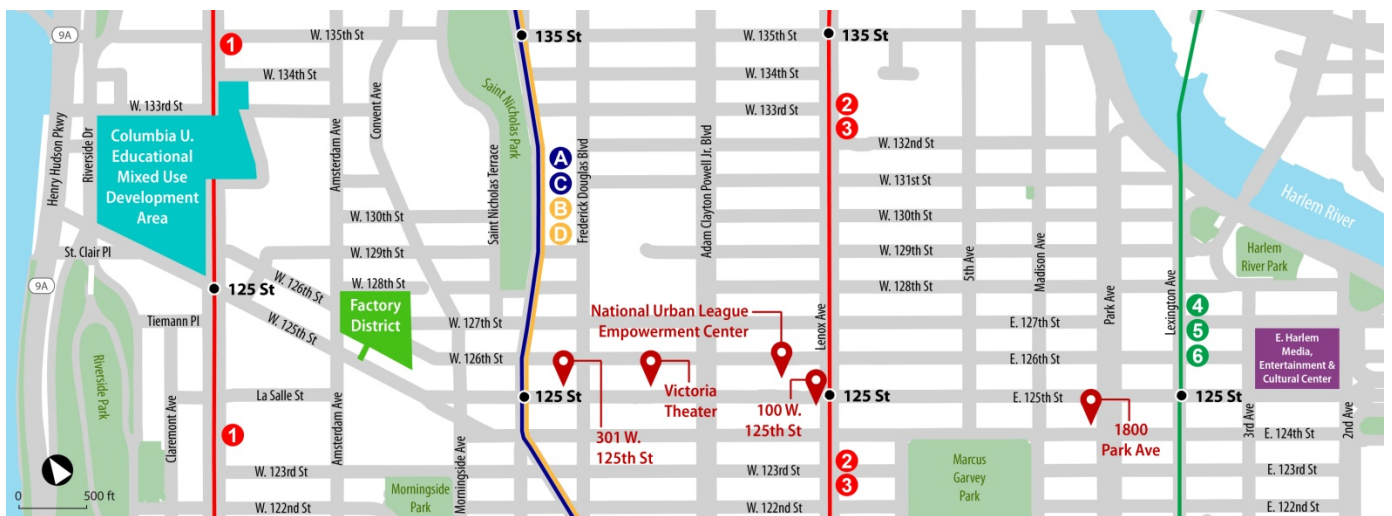 9A
1
W. 135th St
135 St
W. 135th St
135 St
W. 134th St
W. 134th St
W. 133rd St
W. 133rd St
2
3
Henry Hudson Pkwy
Riverside Dr
Columbia U.
Educational
Mixed Use
Development
Area
Amsterdam Ave
Convent Ave
Saint Nicholas Park
Saint Nicholas Terrace
A
C
B
D
Frederick Douglas Blvd
Adam Clayton Powell Jr. Blvd
W. 132nd St
W. 131st St
W. 130th St
W. 130th St
W. 129th St
W. 129th St
W. 128th St
W. 128th St
Harlem River
Harlem
River Park
St. Clair Pl
9A
125 St
W. 126th St
W. 125th St
Tiemann Pl
Factory
District
W. 127th St
W. 126th St
National Urban League
Empowerment Center
Lenox Ave
5th Ave
Madison Ave
Park Ave
Lexington Ave
4
5
6
E. 127th St
E. 126th St
E. Harlem
Media,
Entertainment &
Cultural Center
Riverside Park
Claremont Ave
La Salle St
Amsterdam Ave
125 St
Victoria
Theater
100 W.
125th St
125 St
E. 125th St
125 St
301 W.
125th St
1800
Park Ave
3rd Ave
2nd Ave
E. 124th St
1
Morningside Ave
W. 123rd St
W. 123rd St
2
3
Marcus
Garvey
Park
E. 123rd St
0
500 ft
Morningside
Park
W. 122nd St
W. 122nd St
E. 122nd St